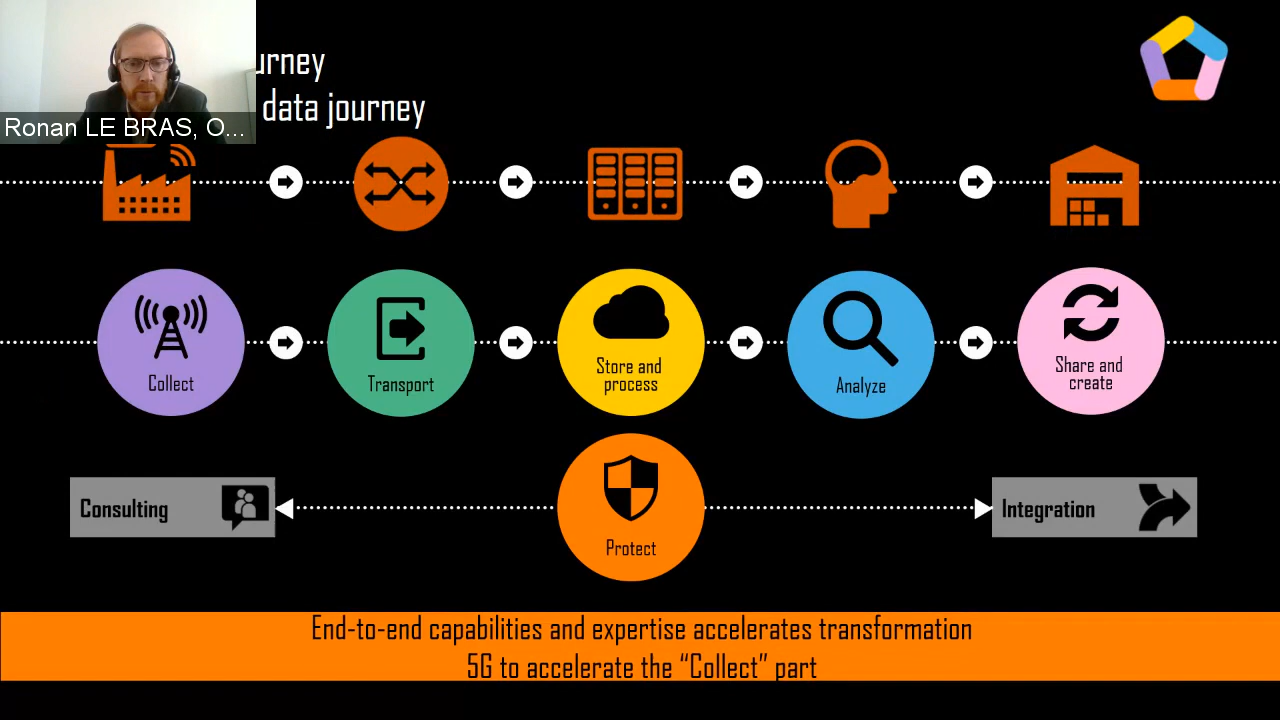 urney
data journey
Ronan LE BRAS, O...
Collect
Transport
Store and
process
Analyze
Share and
create
Protect
Consulting
Integration
End-to-end capabilities and expertise accelerates transformation
5G to accelerate the “Collect” part